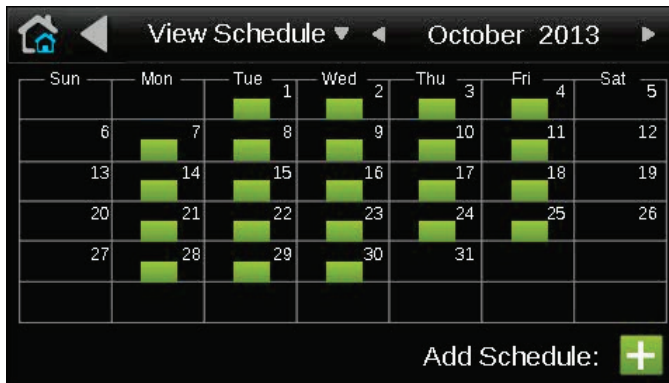 View Schedule October 2013
Sun Mon Tue Wed Thu Fri Sat
1 2 3 4 5
6 7 8 9 10 11 12
13 14 15 16 17 18 19
20 21 22 23 24 25 26
27 28 29 30 31
Add Schedule: